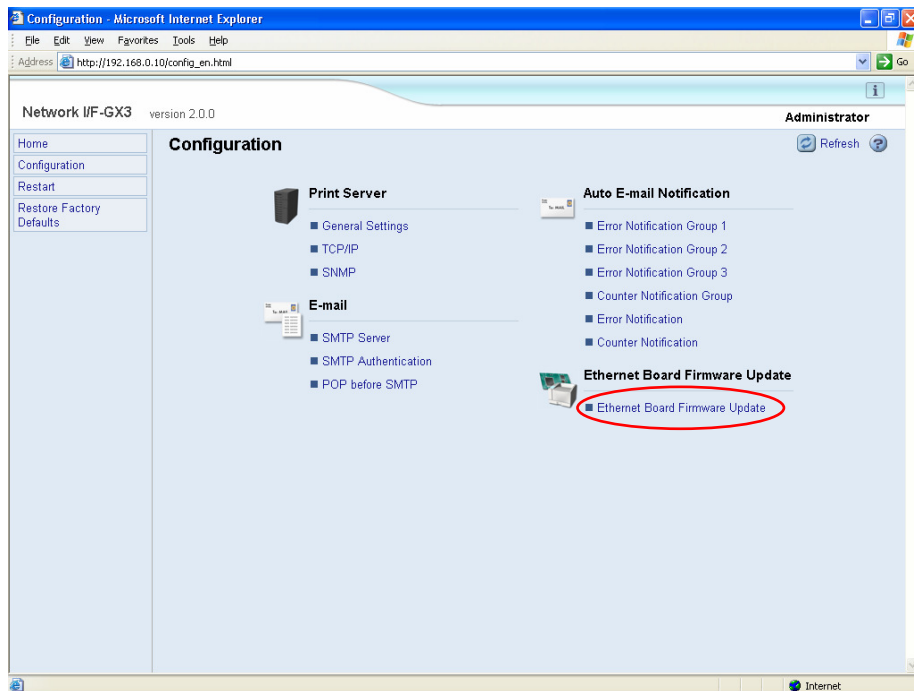 Configuration - Microsoft Internet Explorer
File Edit View Favorites Tools Help
Address http://192.168.0.10/config_en.html Go
Network I/F-GX3 version 2.0.0
Administrator
Home
Configuration
Restart
Restore Factory
Defaults
Configuration
Refresh
Print Server
General Settings
TCP/IP
SNMP
E-mail
SMTP Server
SMTP Authentication
POP before SMTP
Auto E-mail Notification
Error Notification Group 1
Error Notification Group 2
Error Notification Group 3
Counter Notification Group
Error Notification
Counter Notification
Ethernet Board Firmware Update
Ethernet Board Firmware Update
Internet